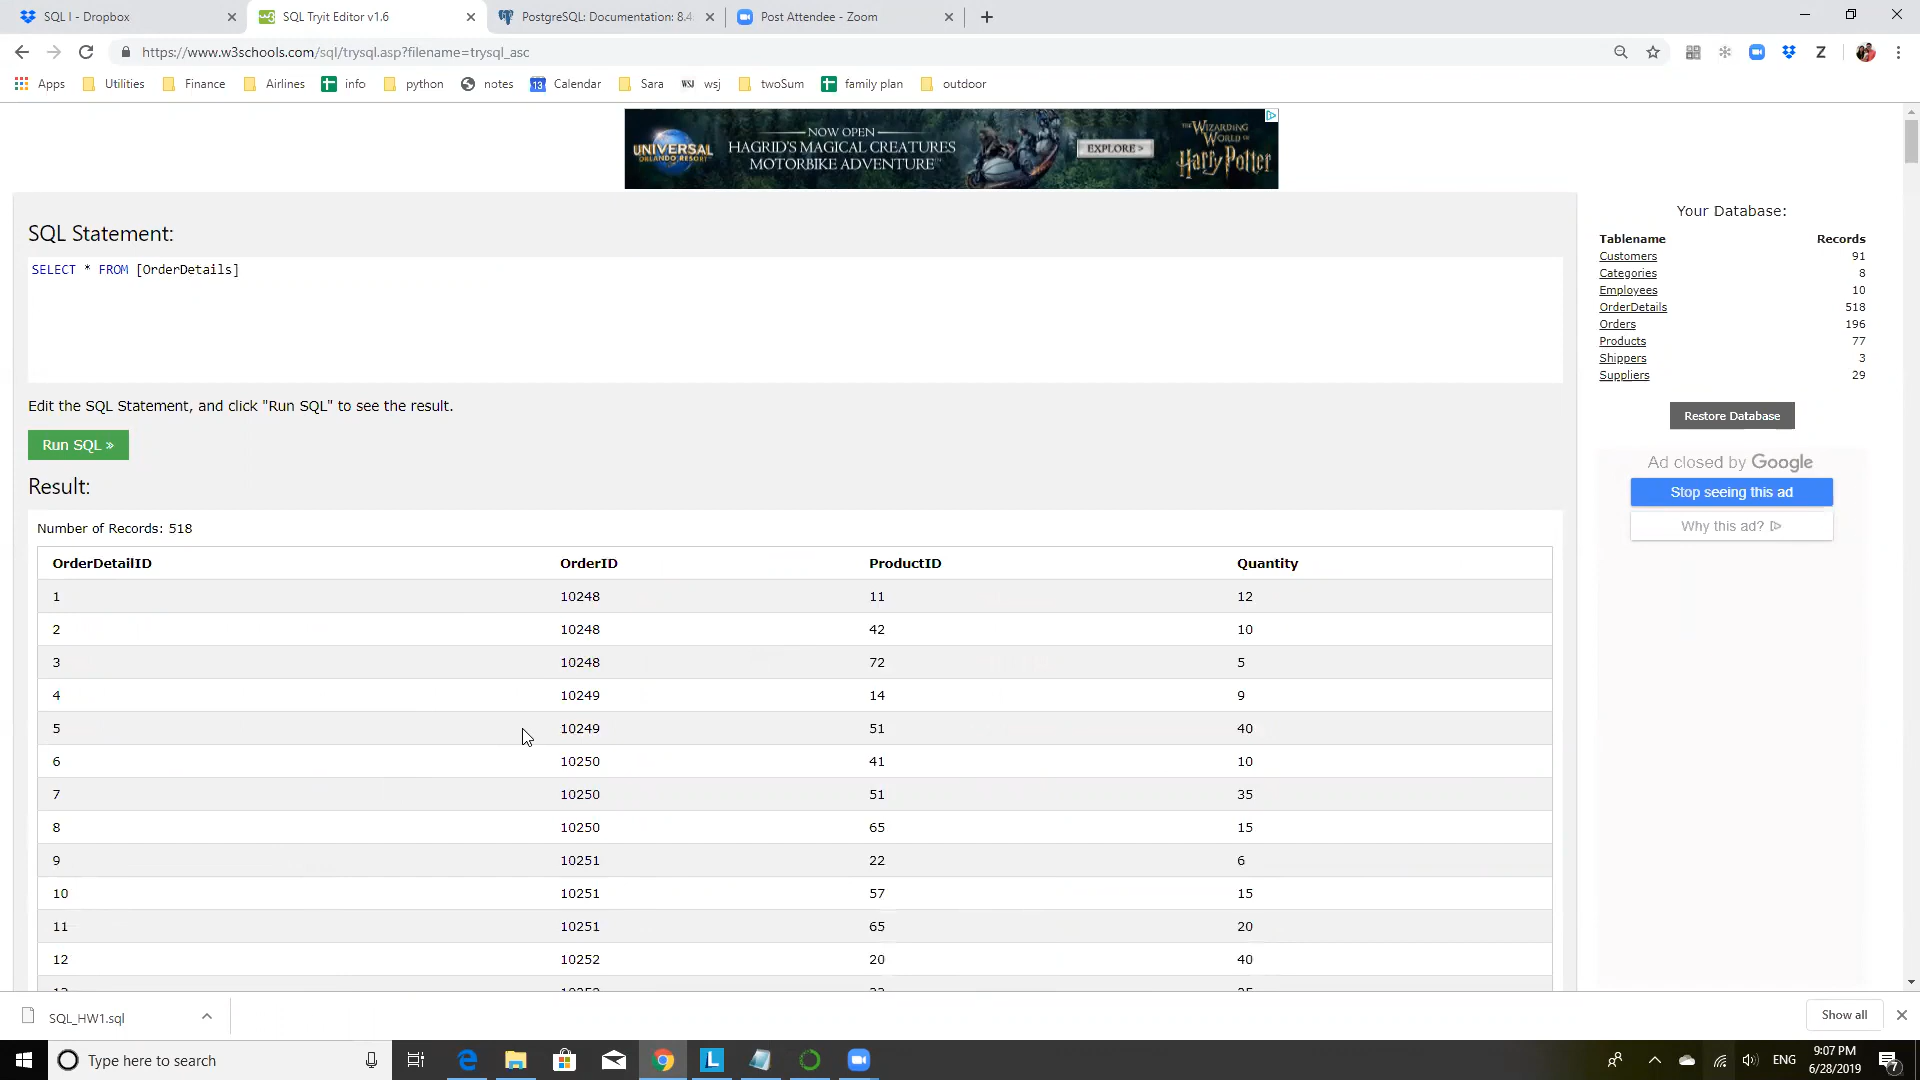 SQL I - Dropbox
SQL Tryit Editor v1.6
PostgreSQL: Documentation: 8.4:
Post Attendee - Zoom
https://www.w3schools.com/sql/trysql.asp?filename=trysql_asc
Apps Utilities Finance Airlines info python notes Calendar Sara wsj twoSum family plan outdoor
NOW OPEN
UNIVERSAL
ORLANDO RESORT
HAGRID'S MAGICAL CREATURES
MOTORBIKE ADVENTURE™
EXPLORE >
THE WIZARDING
WORLD OF
Harry Potter
SQL Statement:
SELECT * FROM [OrderDetails]
Edit the SQL Statement, and click "Run SQL" to see the result.
Run SQL »
Result:
Number of Records: 518
OrderDetailID OrderID ProductID Quantity
1 10248 11 12
2 10248 42 10
3 10248 72 5
4 10249 14 9
5 10249 51 40
6 10250 41 10
7 10250 51 35
8 10250 65 15
9 10251 22 6
10 10251 57 15
11 10251 65 20
12 10252 20 40
Your Database:
Tablename Records
Customers 91
Categories 8
Employees 10
OrderDetails 518
Orders 196
Products 77
Shippers 3
Suppliers 29
Restore Database
Ad closed by Google
Stop seeing this ad
Why this ad?
SQL_HW1.sql
Show all
Type here to search
ENG
9:07 PM
6/28/2019
7